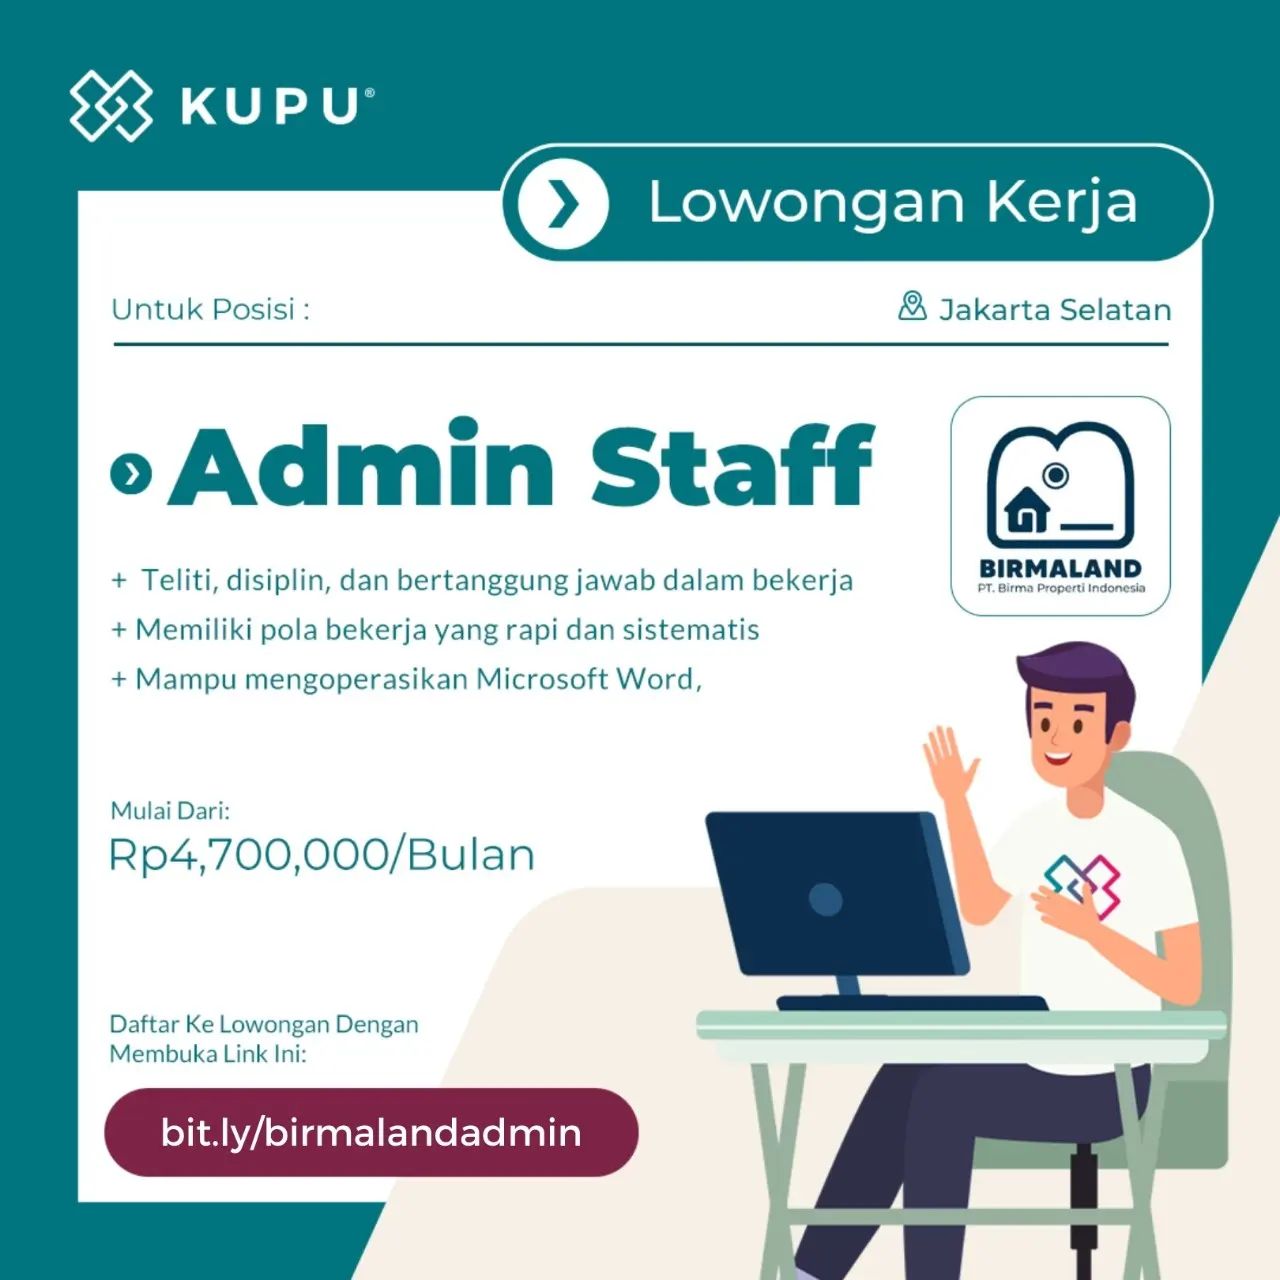 KUPU®
Lowongan Kerja
Untuk Posisi :
Jakarta Selatan
Admin Staff
BIRMALAND
PT. Birma Properti Indonesia
+ Teliti, disiplin, dan bertanggung jawab dalam bekerja
+ Memiliki pola bekerja yang rapi dan sistematis
+ Mampu mengoperasikan Microsoft Word,
Mulai Dari:
Rp4,700,000/Bulan
Daftar Ke Lowongan Dengan
Membuka Link Ini:
bit.ly/birmalandadmin